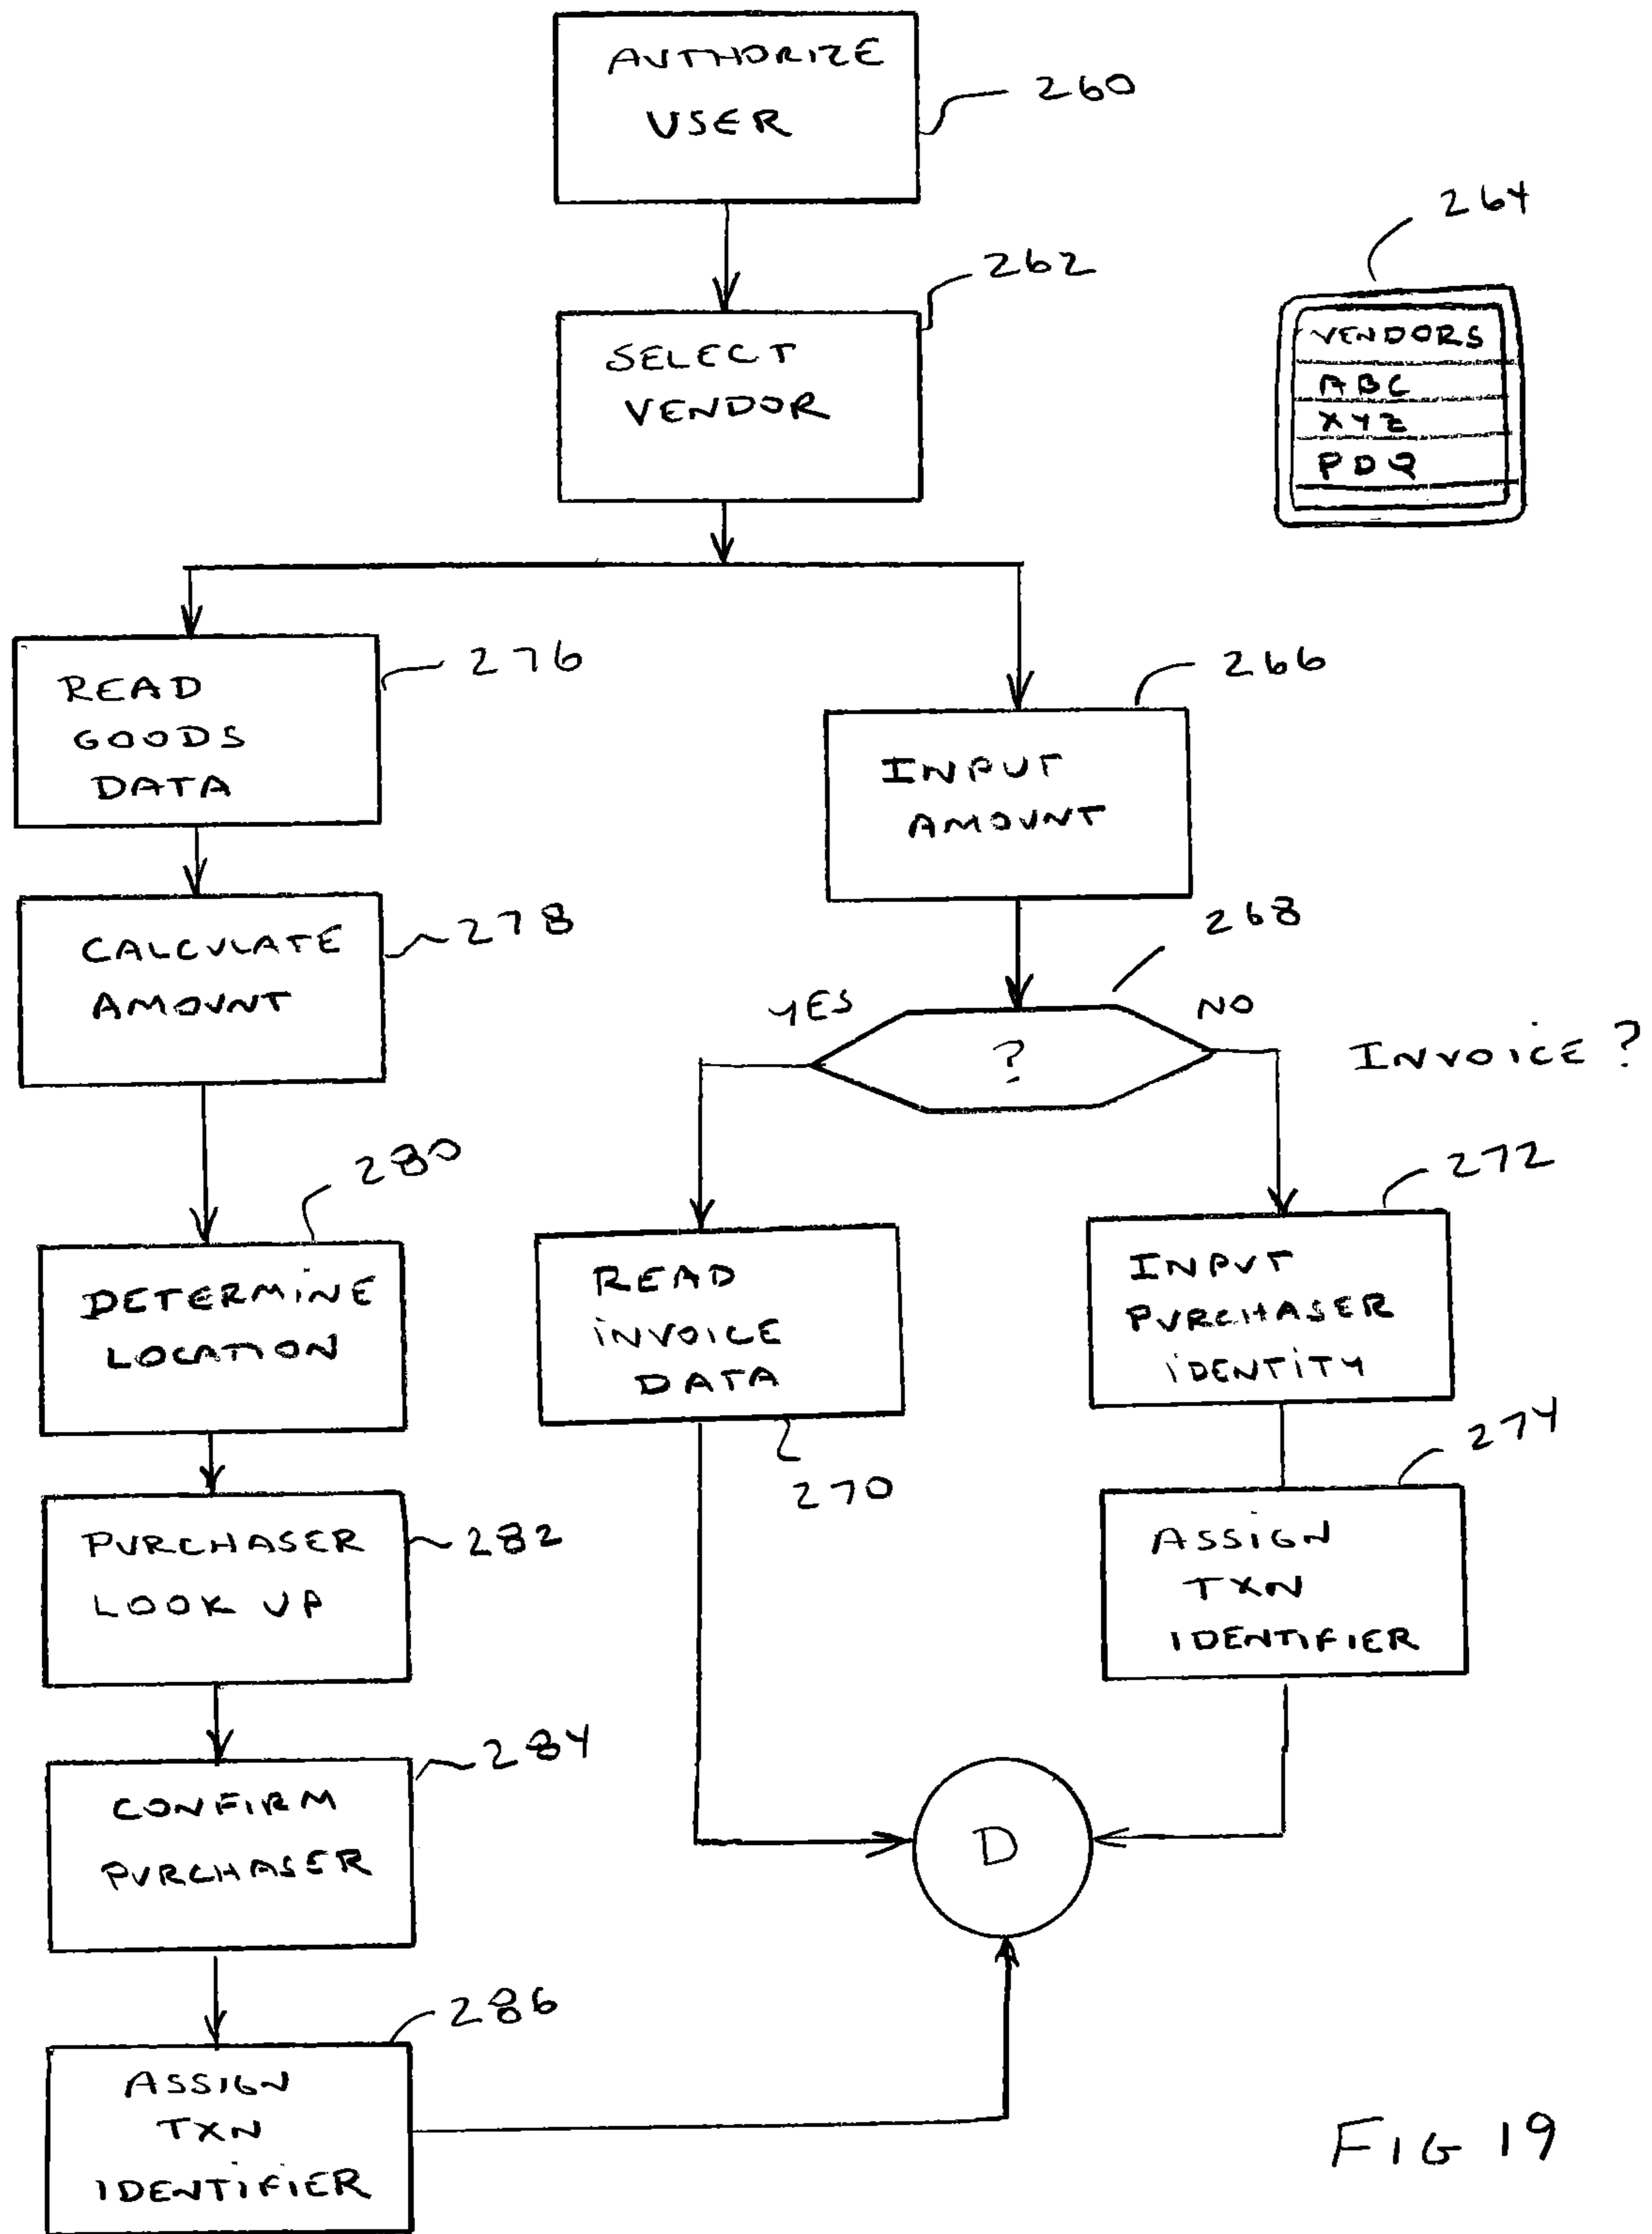 AUTHORIZE
USER
260
264
262
SELECT
VENDOR
VENDORS
ABC
XYZ
PDQ
276
READ
GOODS
DATA
266
INPUT
AMOUNT
278
CALCULATE
AMOUNT
268
YES
NO
?
INVOICE ?
280
DETERMINE
LOCATION
272
READ
INVOICE
DATA
270
INPUT
PURCHASER
IDENTITY
274
ASSIGN
TXN
IDENTIFIER
282
PURCHASER
LOOK UP
284
CONFIRM
PURCHASER
D
286
ASSIGN
TXN
IDENTIFIER
FIG 19